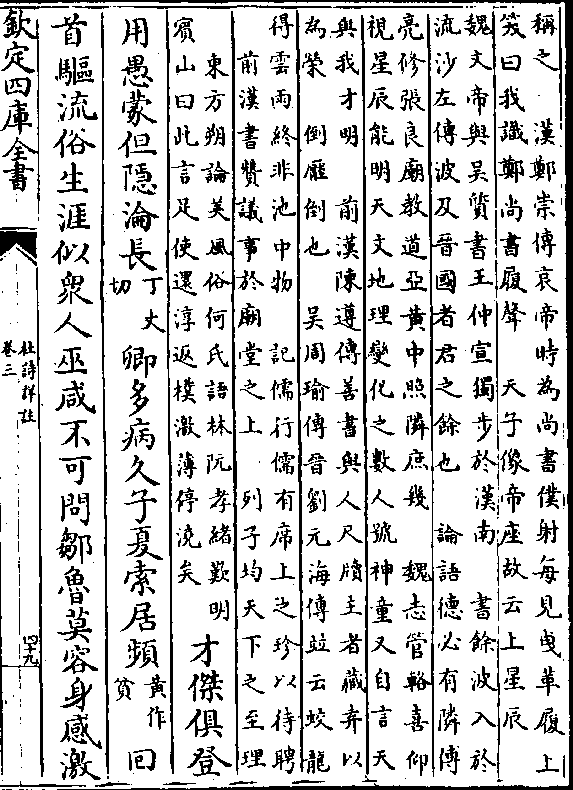 稱之　漢鄭崇傳哀帝時為尚書僕射每見曳革履上
笑曰我識鄭尚書履聲　天子像帝座故云上星辰
魏文帝與吴質書王仲宣獨步於漢南　書餘波入於
流沙左傳波及晉國者君之餘也　論語德必有隣傅
亮修張良廟教道亞黄中照隣庶幾　魏志管輅喜仰
視星辰能明天文地理變化之數人號神童又自言天
與我才明　前漢陳遵傳善書與人尺牘主者藏弆以
為榮　倒屣倒也　吴周瑜傳晉劉元海傳竝云蛟龍
得雲雨終非池中物　記儒行儒有席上之珍以待聘
前漢書贊議事於廟堂之上　列子均天下之至理
東方朔論美風俗何氏語林阮孝緒歎明
賓山曰此言足使還淳返樸激薄停澆矣
才傑俱登
用愚蒙但隠淪長丁丈切卿多病久子夏索居頻黄作貧回
首驅流俗生涯似衆人巫咸不可問鄒魯莫容身感激
欽定四庫全書
杜詩詳註
卷三
四十九